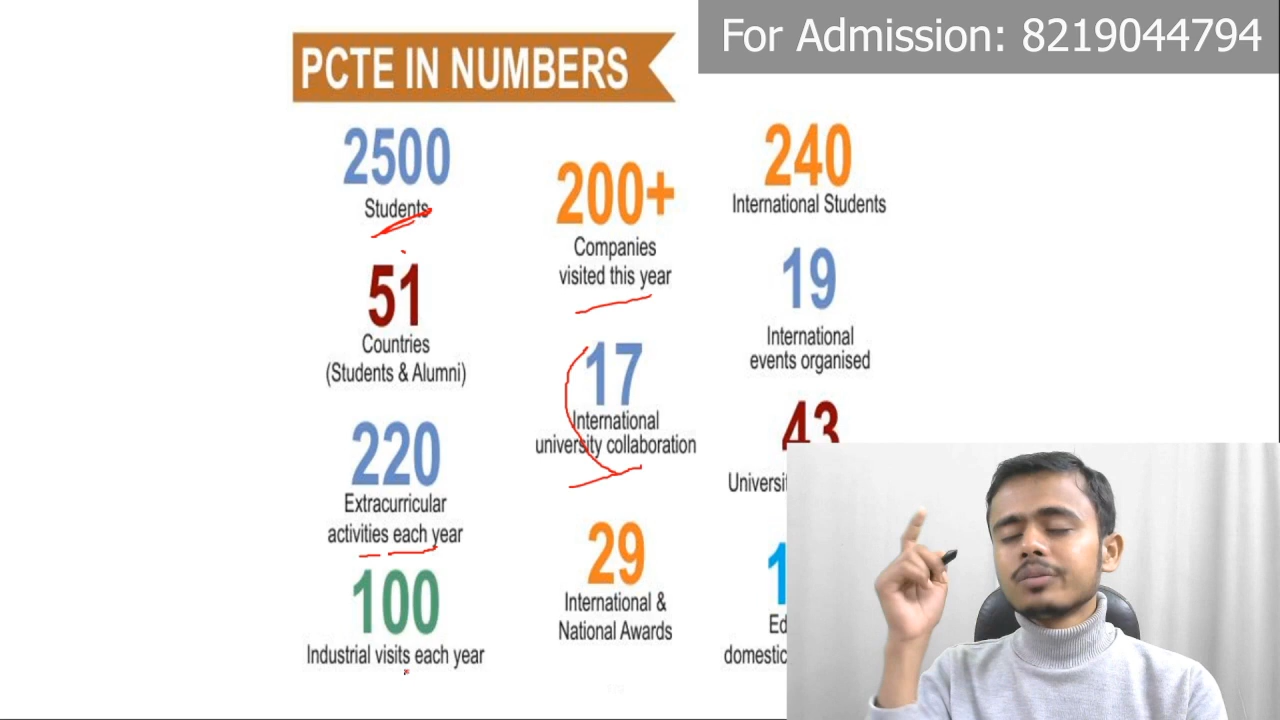 For Admission: 8219044794
PCTE IN NUMBERS
2500
Students
51
Countries
(Students & Alumni)
220
Extracurricular
activities each year
100
Industrial visits each year
200+
Companies
visited this year
17
International
university collaboration
29
International &
National Awards
240
International Students
19
International
events organised
43
domestic